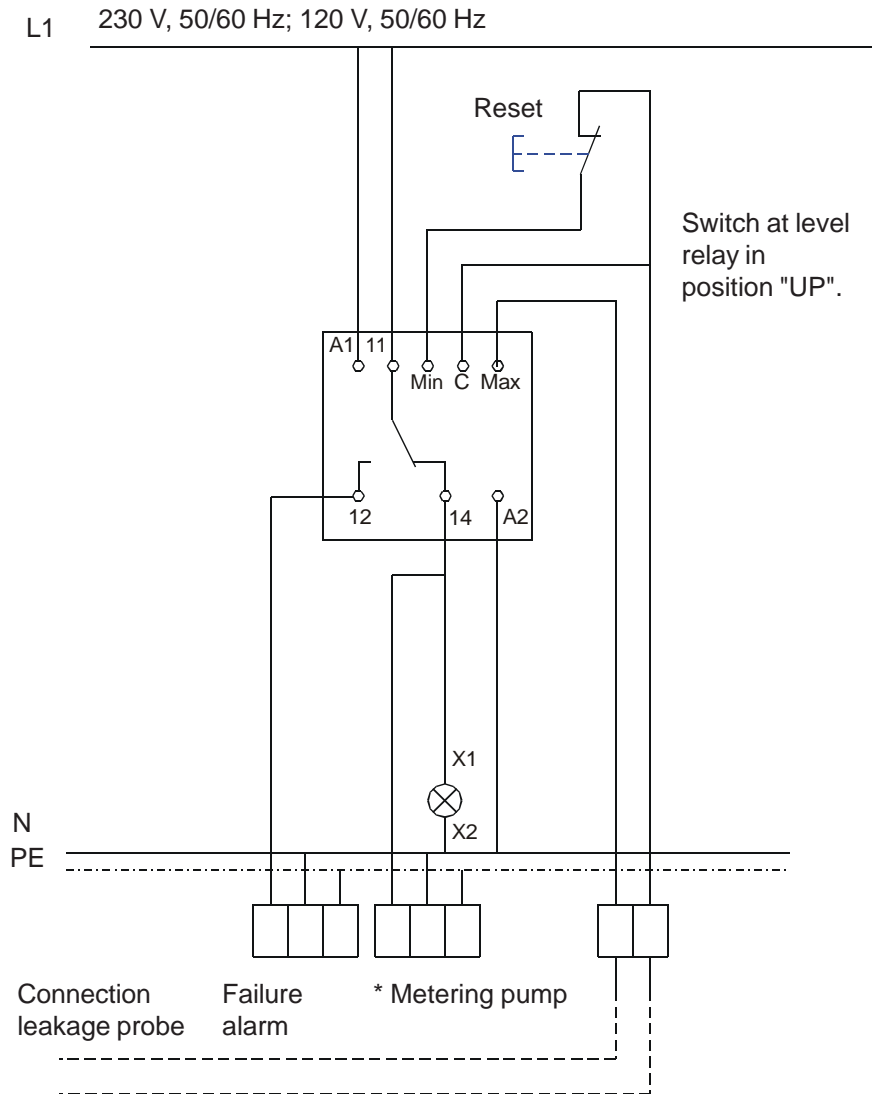 L1
230 V, 50/60 Hz; 120 V, 50/60 Hz
Reset
Switch at level
relay in
position "UP".
A1 11
Min C Max
12
14
A2
X1
X2
N
PE
Connection
leakage probe
Failure
alarm
* Metering pump